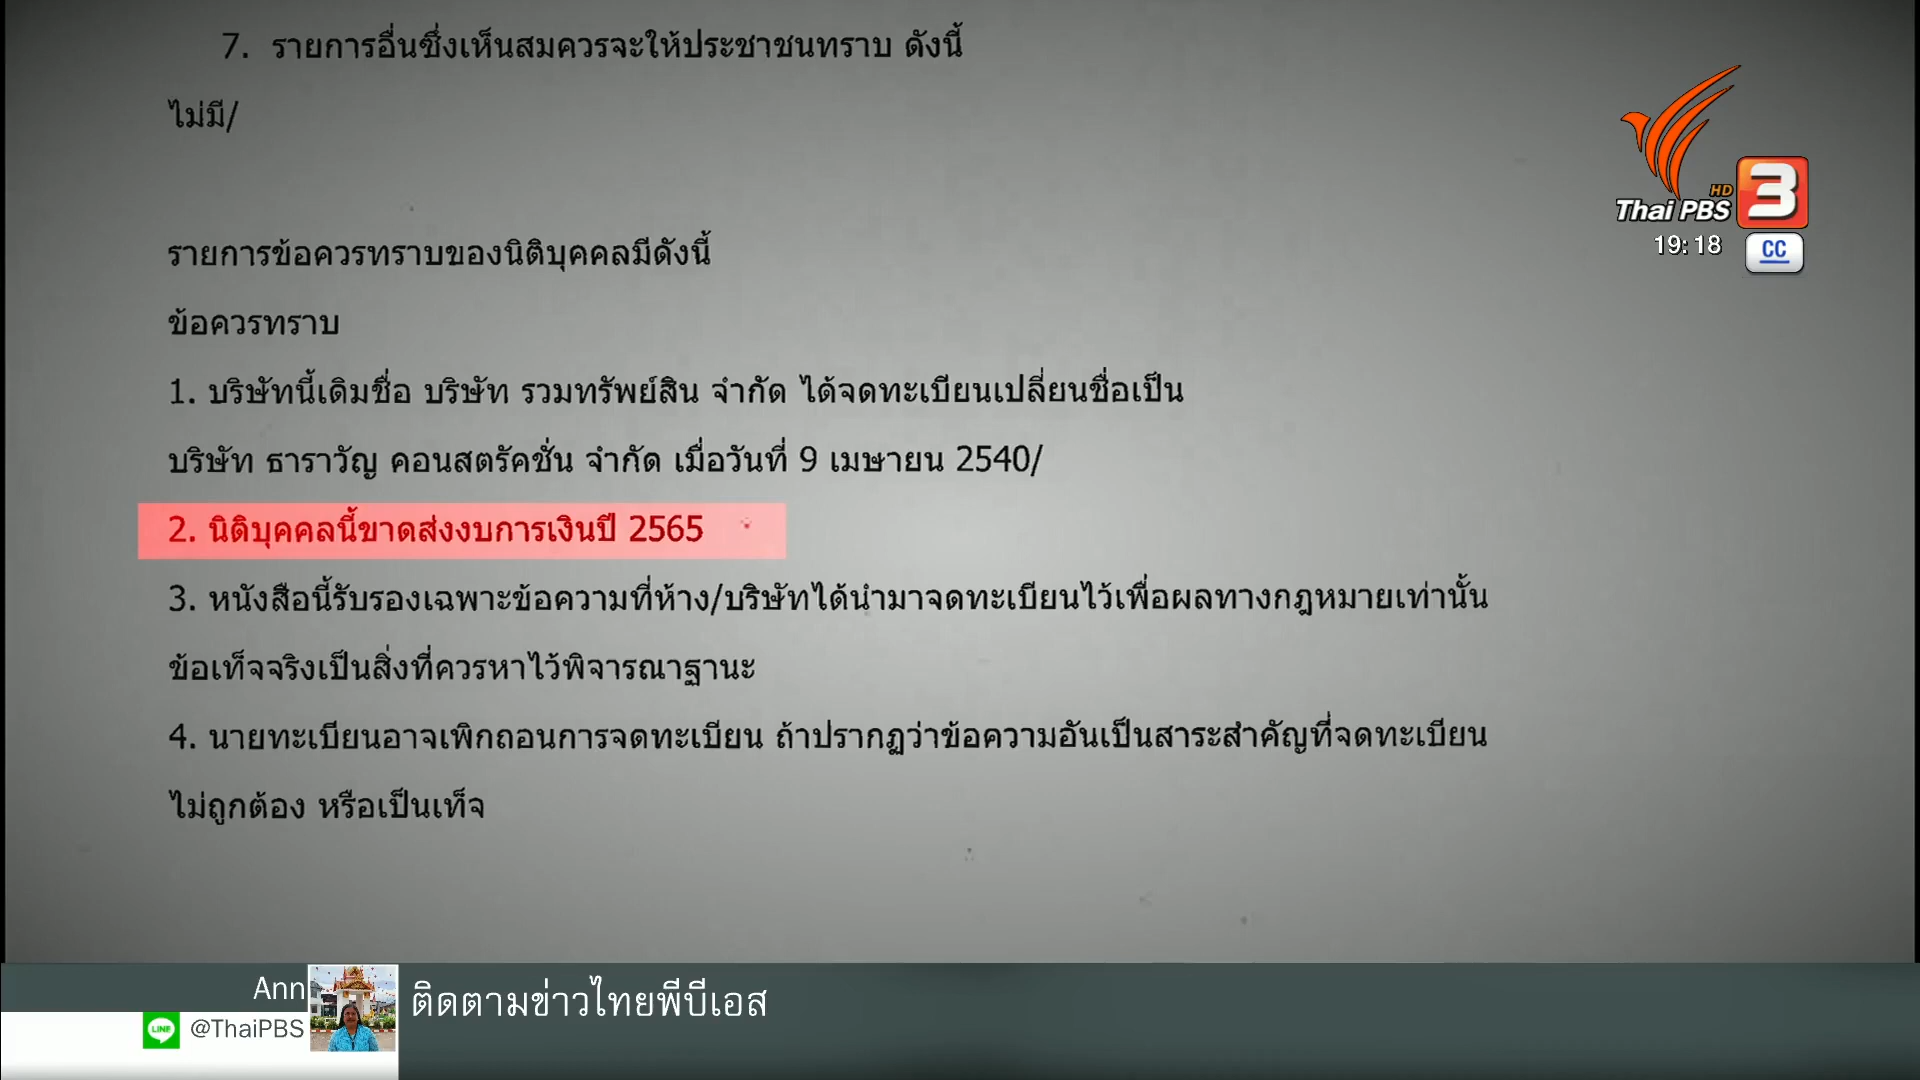 7. รายการอื่นซึ่งเห็นสมควรจะให้ประชาชนทราบ ดังนี้
ไม่มี/
HD
Thai PBS 3
19:18 CC
รายการข้อควรทราบของนิติบุคคลมีดังนี้
ข้อควรทราบ
1. บริษัทนี้เดิมชื่อ บริษัท รวมทรัพย์สิน จำกัด ได้จดทะเบียนเปลี่ยนชื่อเป็น
บริษัท ธาราวัญ คอนสตรัคชั่น จำกัด เมื่อวันที่ 9 เมษายน 2540/
2. นิติบุคคลนี้ขาดส่งงบการเงินปี 2565
3. หนังสือนี้รับรองเฉพาะข้อความที่ห้าง/บริษัทได้นำมาจดทะเบียนไว้เพื่อผลทางกฎหมายเท่านั้น
ข้อเท็จจริงเป็นสิ่งที่ควรหาไว้พิจารณาฐานะ
4. นายทะเบียนอาจเพิกถอนการจดทะเบียน ถ้าปรากฏว่าข้อความอันเป็นสาระสำคัญที่จดทะเบียน
ไม่ถูกต้อง หรือเป็นเท็จ
Ann
LINE @ThaiPBS
ติดตามข่าวไทยพีบีเอส